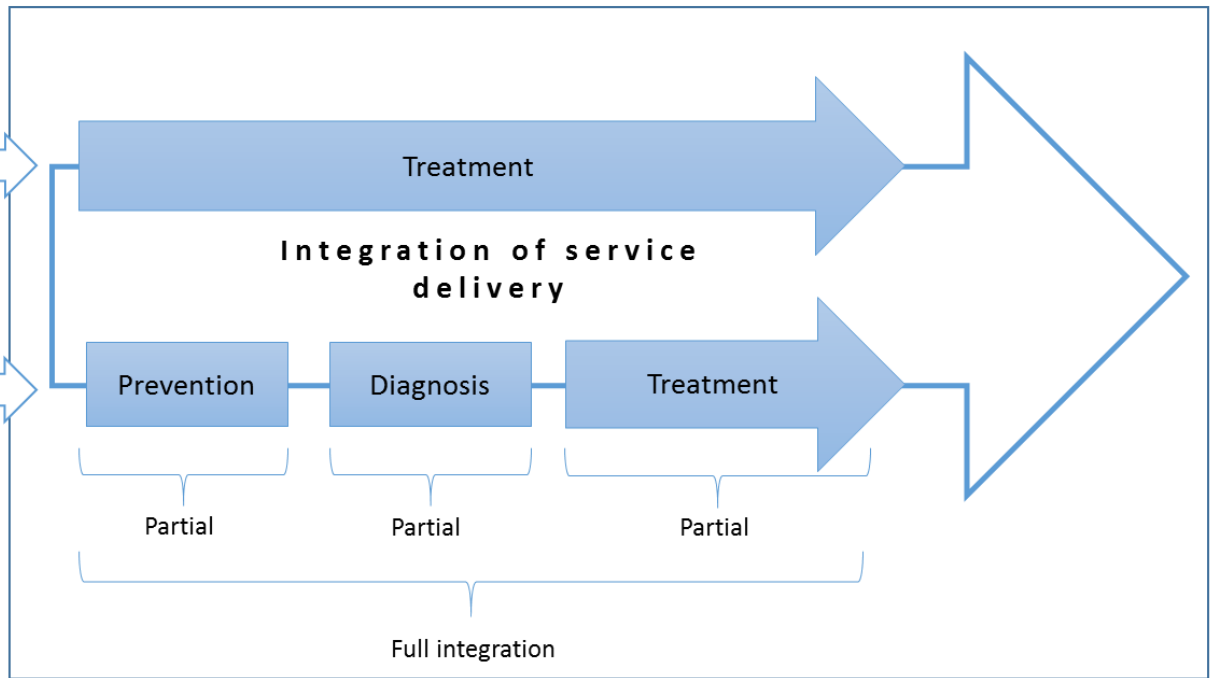 Treatment
Integration of service
delivery
Prevention
Diagnosis
Treatment
Partial
Partial
Partial
Full integration